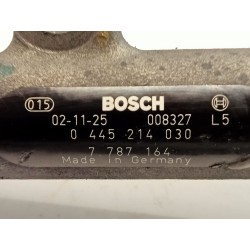 015 BOSCH
02-11-25 008327 L5
0 445 214 030
7 787 164
Made in Germany